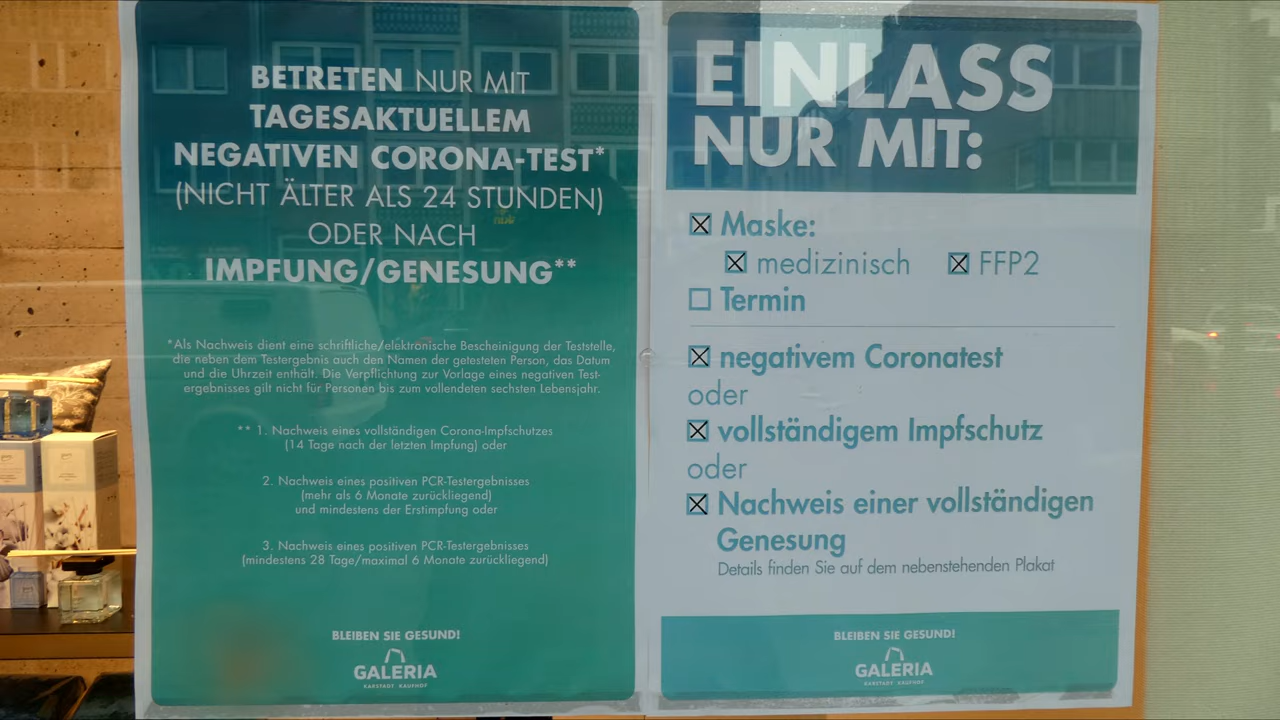 BETRETEN NUR MIT
TAGESAKTUELLEM
NEGATIVEN CORONA-TEST*
(NICHT ÄLTER ALS 24 STUNDEN)
ODER NACH
IMPFUNG/GENESUNG**
*Als Nachweis dient eine schriftliche/elektronische Bescheinigung der Teststelle,
die neben dem Testergebnis auch den Namen der getesteten Person, das Datum
und die Uhrzeit enthält. Die Verpflichtung zur Vorlage eines negativen Test-
ergebnisses gilt nicht für Personen bis zum vollendeten sechsten Lebensjahr.
** 1. Nachweis eines vollständigen Corona-Impfschutzes
(14 Tage nach der letzten Impfung) oder
2. Nachweis eines positiven PCR-Testergebnisses
(mehr als 6 Monate zurückliegend)
und mindestens der Erstimpfung oder
3. Nachweis eines positiven PCR-Testergebnisses
(mindestens 28 Tage/maximal 6 Monate zurückliegend)
BLEIBEN SIE GESUND!
GALERIA
KARSTADT KAUFHOF
EINLASS
NUR MIT:
☒ Maske:
☒ medizinisch ☒ FFP2
☐ Termin
☒ negativem Coronatest
oder
☒ vollständigem Impfschutz
oder
☒ Nachweis einer vollständigen
Genesung
Details finden Sie auf dem nebenstehenden Plakat
BLEIBEN SIE GESUND!
GALERIA
KARSTADT KAUFHOF